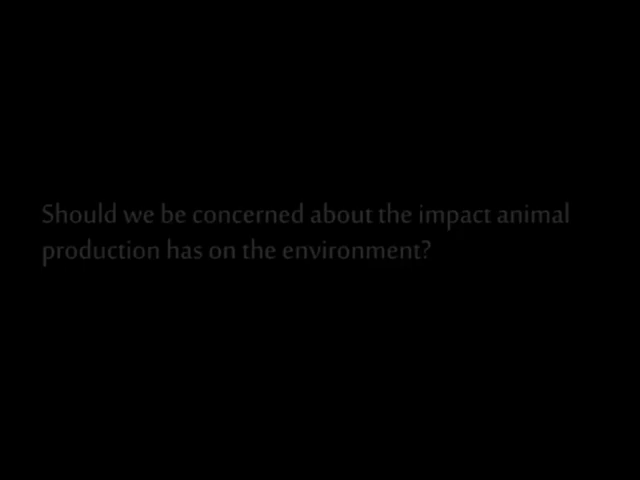 Should we be concerned about the impact animal
production has on the environment?